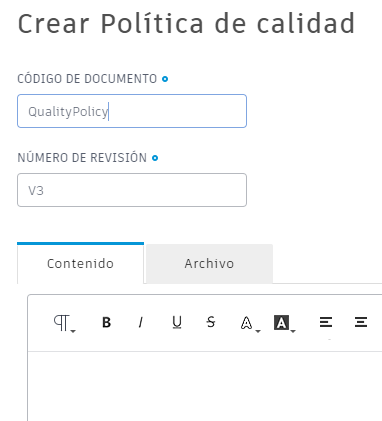 Crear Política de calidad
CÓDIGO DE DOCUMENTO
QualityPolicy
NÚMERO DE REVISIÓN
V3
Contenido Archivo
B I U S A A